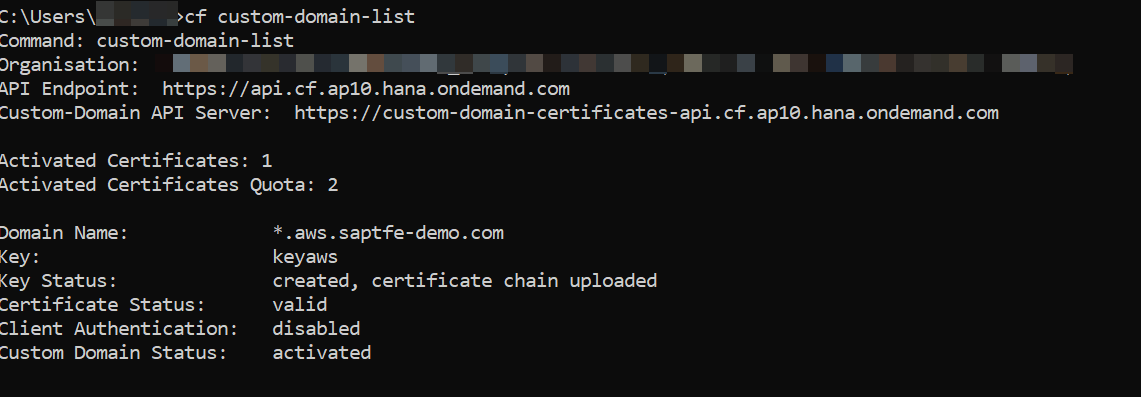 C:\Users\ >cf custom-domain-list
Command: custom-domain-list
Organisation:
API Endpoint:  https://api.cf.ap10.hana.ondemand.com
Custom-Domain API Server:  https://custom-domain-certificates-api.cf.ap10.hana.ondemand.com
Activated Certificates: 1
Activated Certificates Quota: 2
Domain Name: *.aws.saptfe-demo.com
Key: keyaws
Key Status: created, certificate chain uploaded
Certificate Status: valid
Client Authentication: disabled
Custom Domain Status: activated